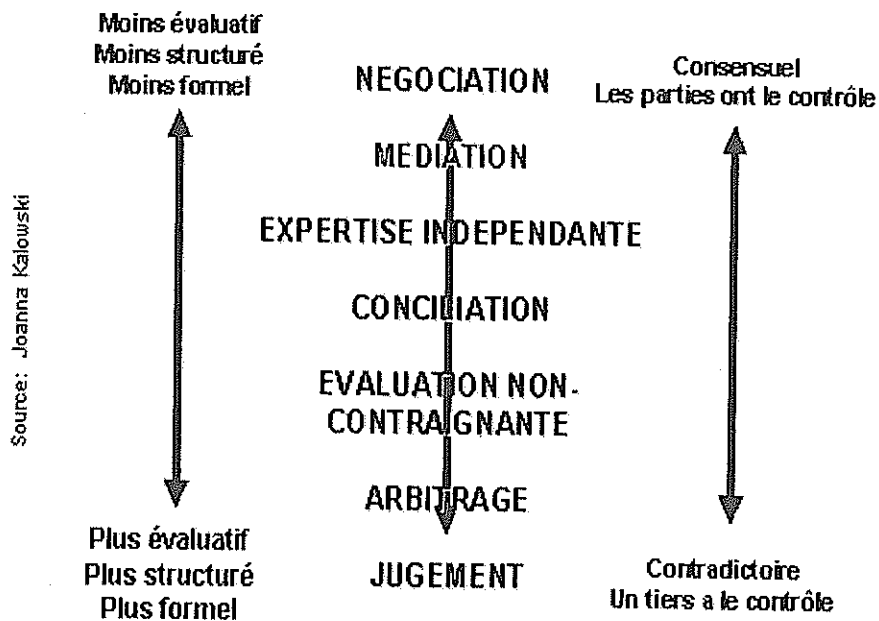 Moins évaluatif
Moins structuré
Moins formel
NEGOCIATION
Consensuel
Les parties ont le contrôle
MEDIATION
EXPERTISE INDEPENDANTE
CONCILIATION
EVALUATION NON-
CONTRAIGNANTE
ARBITRAGE
Plus évaluatif
Plus structuré
Plus formel
JUGEMENT
Contradictoire
Un tiers a le contrôle
Source: Joanna Kalowski